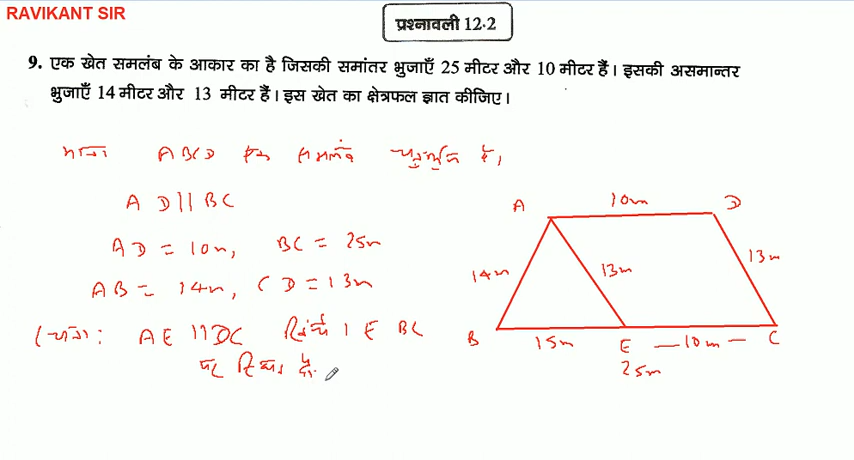 RAVIKANT SIR
प्रश्नावली 12·2
9. एक खेत समलंब के आकार का है जिसकी समांतर भुजाएँ 25 मीटर और 10 मीटर हैं। इसकी असमान्तर
भुजाएँ 14 मीटर और 13 मीटर हैं। इस खेत का क्षेत्रफल ज्ञात कीजिए।
माना ABCD एक समलंब चतुर्भुज है।
AD||BC
AD = 10m, BC = 25m
AB = 14m, CD = 13m
रचना: AE||DC खिंचे। E BC
पर स्थित है।
A 10m D
14m 13m 13m
B 15m E 10m C
25m